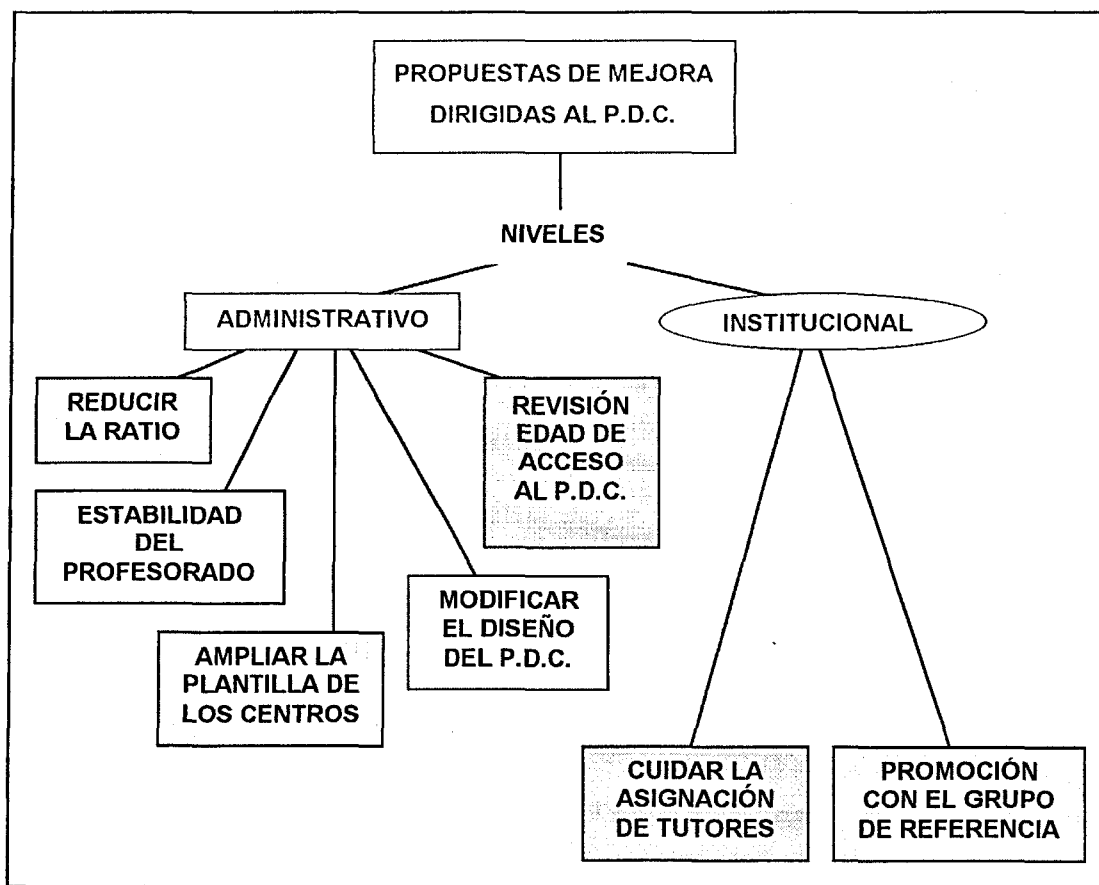 PROPUESTAS DE MEJORA
DIRIGIDAS AL P.D.C.
NIVELES
ADMINISTRATIVO
INSTITUCIONAL
REDUCIR
LA RATIO
REVISIÓN
EDAD DE
ACCESO
AL P.D.C.
ESTABILIDAD
DEL
PROFESORADO
MODIFICAR
EL DISEÑO
DEL P.D.C.
AMPLIAR LA
PLANTILLA DE
LOS CENTROS
CUIDAR LA
ASIGNACIÓN
DE TUTORES
PROMOCIÓN
CON EL GRUPO
DE REFERENCIA